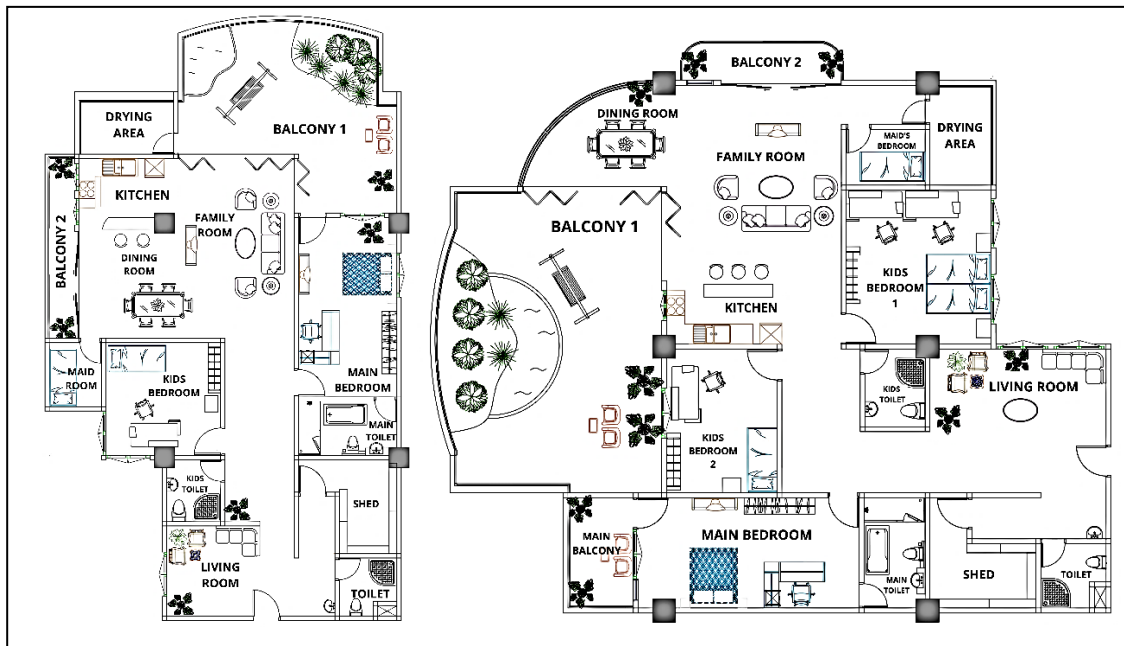 DRYING
AREA
BALCONY 1
KITCHEN
BALCONY 2
FAMILY
ROOM
DINING
ROOM
MAID
ROOM
KIDS
BEDROOM
MAIN
BEDROOM
MAIN
TOILET
KIDS
TOILET
SHED
LIVING
ROOM
TOILET
BALCONY 2
DINING ROOM
FAMILY ROOM
MAID'S
BEDROOM
DRYING
AREA
BALCONY 1
KIDS
BEDROOM
1
KITCHEN
KIDS
TOILET
LIVING ROOM
KIDS
BEDROOM
2
MAIN
BALCONY
MAIN BEDROOM
MAIN
TOILET
SHED
TOILET